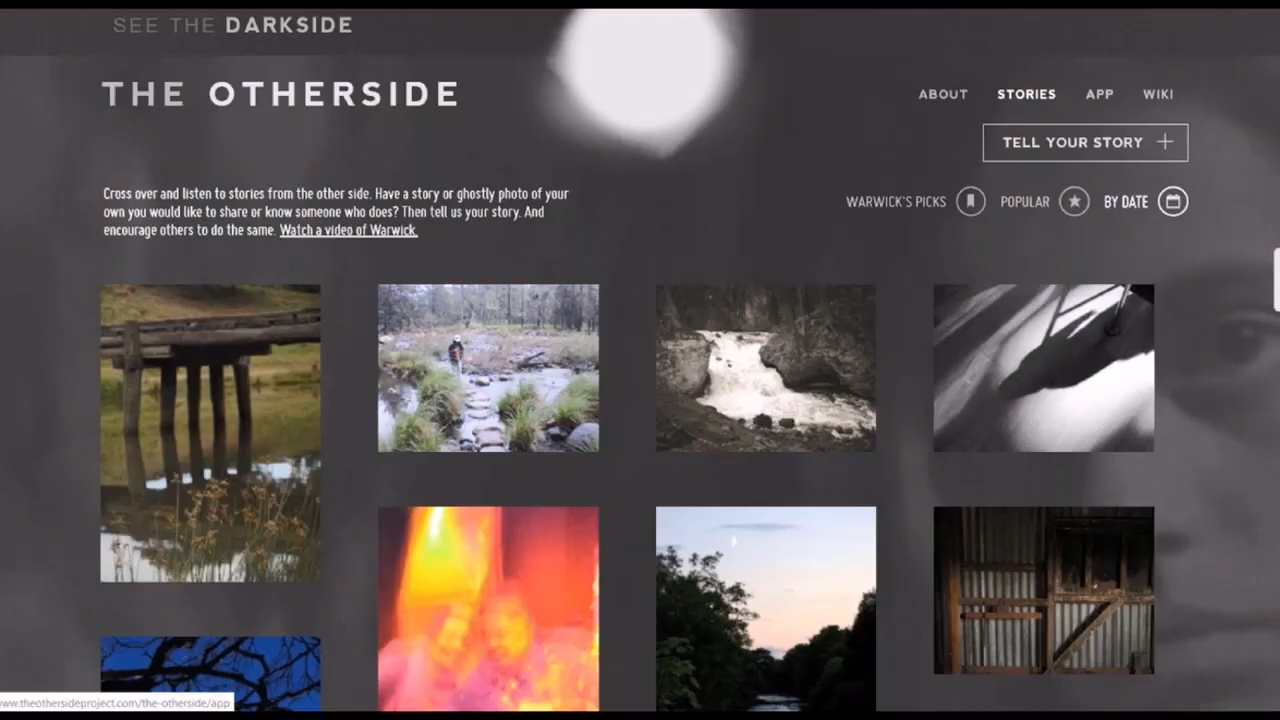 SEE THE DARKSIDE
THE OTHERSIDE
ABOUT STORIES APP WIKI
TELL YOUR STORY
Cross over and listen to stories from the other side. Have a story or ghostly photo of your
own you would like to share or know someone who does? Then tell us your story. And
encourage others to do the same. Watch a video of Warwick.
WARWICK'S PICKS POPULAR BY DATE
www.theothersideproject.com/the-otherside/app